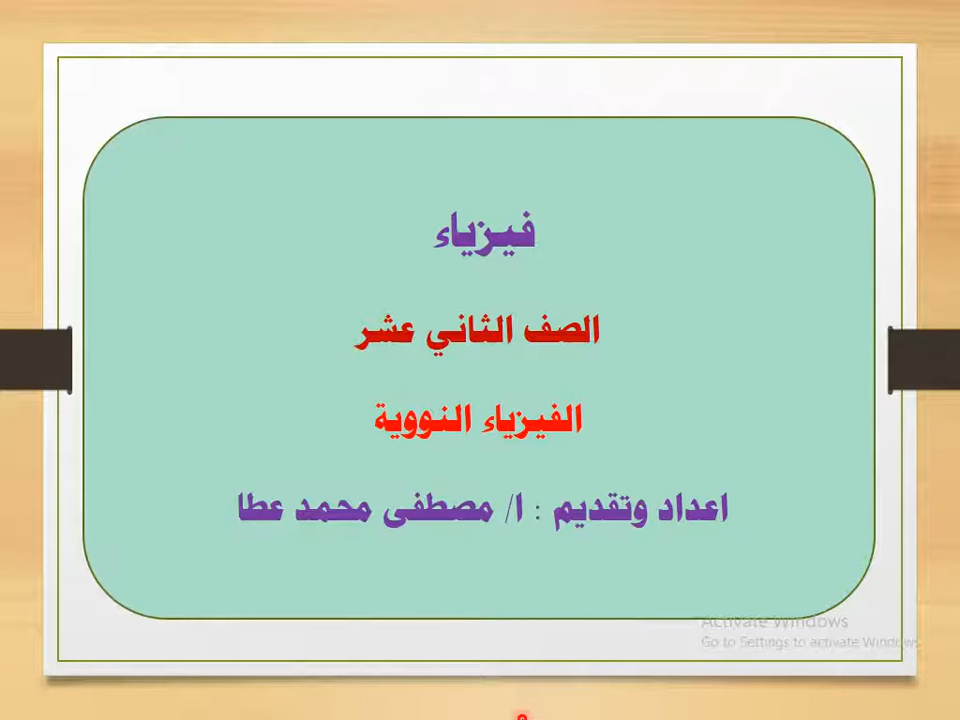 فيزياء
الصف الثاني عشر
الفيزياء النووية
اعداد وتقديم : ا/ مصطفى محمد عطا
Activate Windows
Go to Settings to activate Windows.